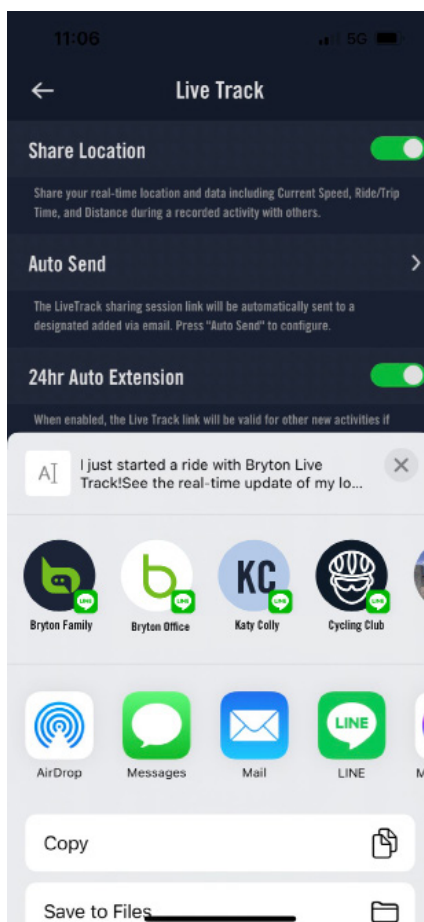 11:06
5G
Live Track
Share Location
Share your real-time location and data including Current Speed, Ride/Trip
Time, and Distance during a recorded activity with others.
Auto Send
The LiveTrack sharing session link will be automatically sent to a
designated added via email. Press "Auto Send" to configure.
24hr Auto Extension
When enabled, the Live Track link will be valid for other new activities if
A
I just started a ride with Bryton Live
Track!See the real-time update of my lo...
KC
LINE LINE LINE LINE
Bryton Family Bryton Office Katy Colly Cycling Club
LINE
AirDrop Messages Mail LINE M
Copy
Save to Files